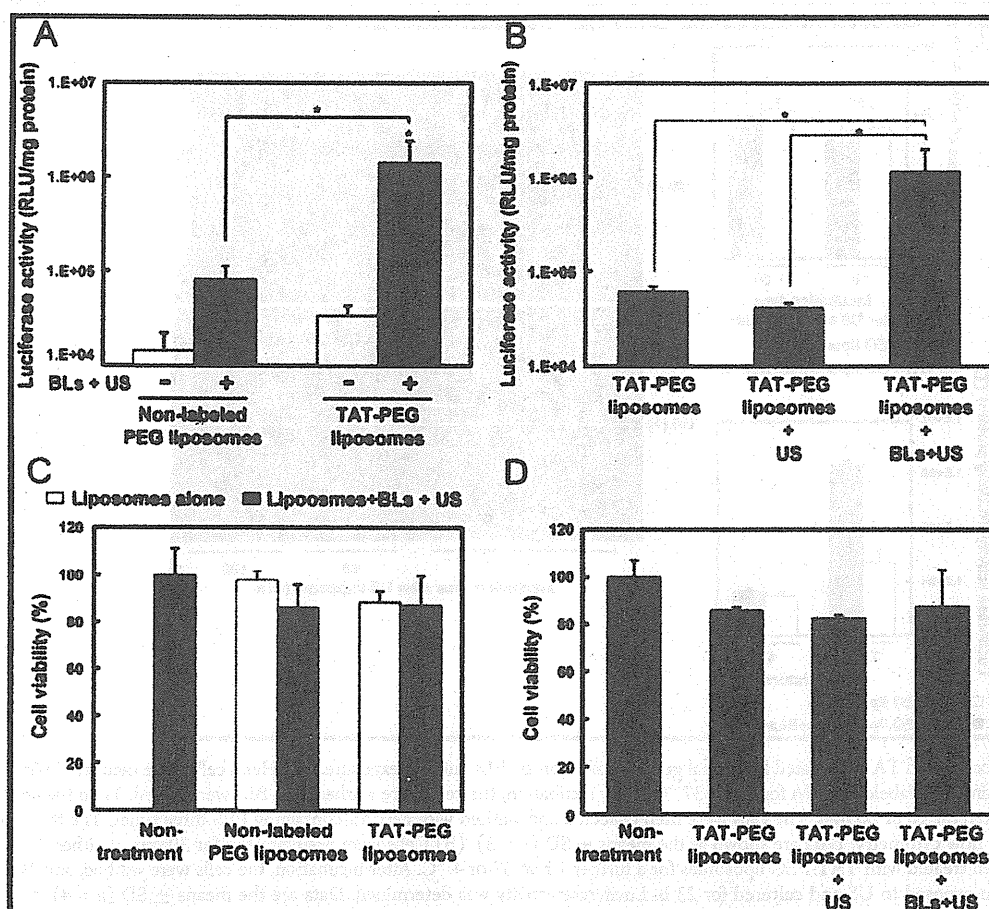 A
Luciferase activity (RLU/mg protein)
1.E+07
1.E+06
1.E+05
1.E+04
*
*
BLs + US
– + – +
Non-labeled
PEG liposomes
TAT-PEG
liposomes
B
Luciferase activity (RLU/mg protein)
1.E+07
1.E+06
1.E+05
1.E+04
*
*
TAT-PEG
liposomes
TAT-PEG
liposomes
+
US
TAT-PEG
liposomes
+
BLs+US
C
Liposomes alone
Lipoosmes+BLs + US
Cell viability (%)
120
100
80
60
40
20
0
Non-
treatment
Non-labeled
PEG liposomes
TAT-PEG
liposomes
D
Cell viability (%)
120
100
80
60
40
20
0
Non-
treatment
TAT-PEG
liposomes
TAT-PEG
liposomes
+
US
TAT-PEG
liposomes
+
BLs+US